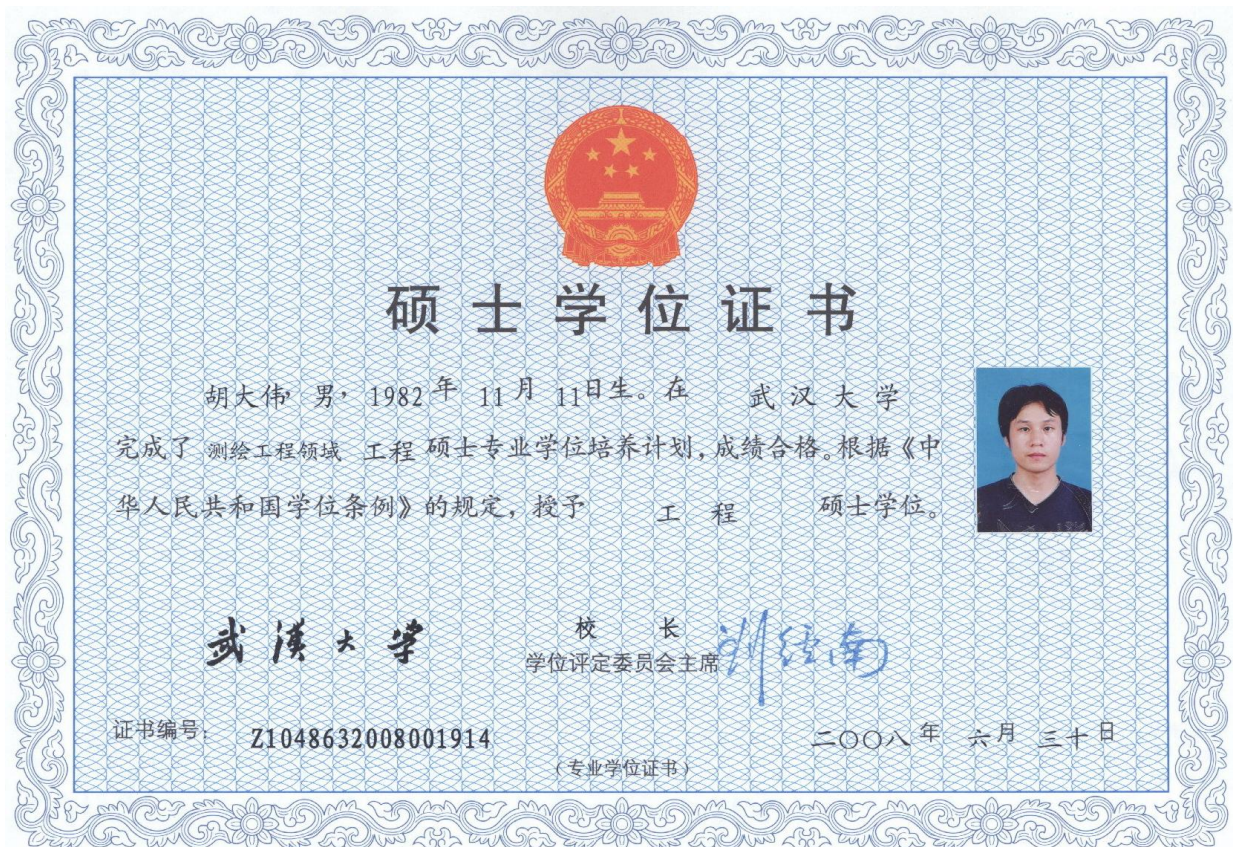 硕士学位证书
胡大伟，男，1982年 11月 11日生。在 武汉大学
完成了 测绘工程领域 工程 硕士专业学位培养计划，成绩合格。根据《中
华人民共和国学位条例》的规定，授予 工 程 硕士学位。
武漢大学
校 长
学位评定委员会主席 刘经南
证书编号：Z1048632008001914
二〇〇八年 六月 三十日
（专业学位证书）